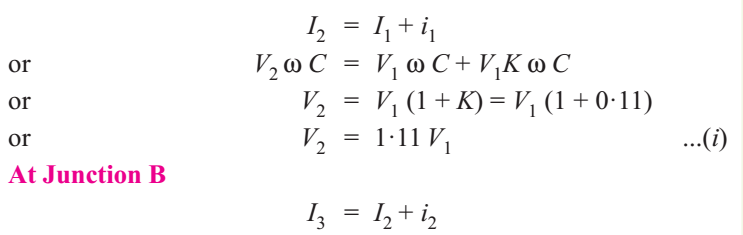 I₂ = I₁ + i₁
or V₂ ω C = V₁ ω C + V₁K ω C
or V₂ = V₁ (1 + K) = V₁ (1 + 0·11)
or V₂ = 1·11 V₁ ...(i)
At Junction B
I₃ = I₂ + i₂